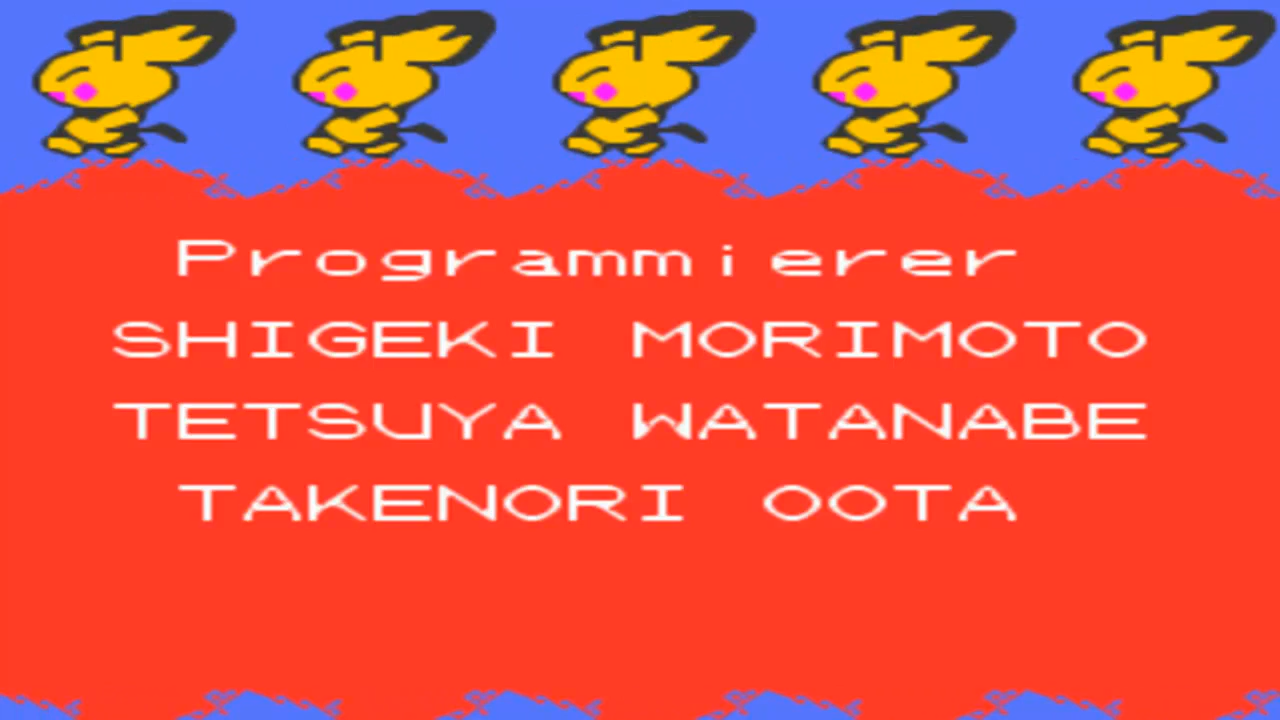 Programmierer
SHIGEKI MORIMOTO
TETSUYA WATANABE
TAKENORI OOTA